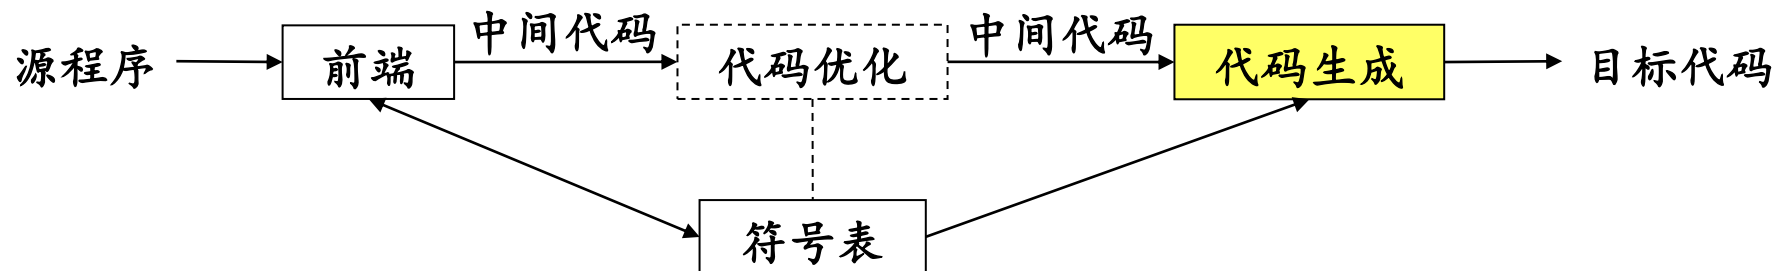 源程序
前端
中间代码
代码优化
中间代码
代码生成
目标代码
符号表